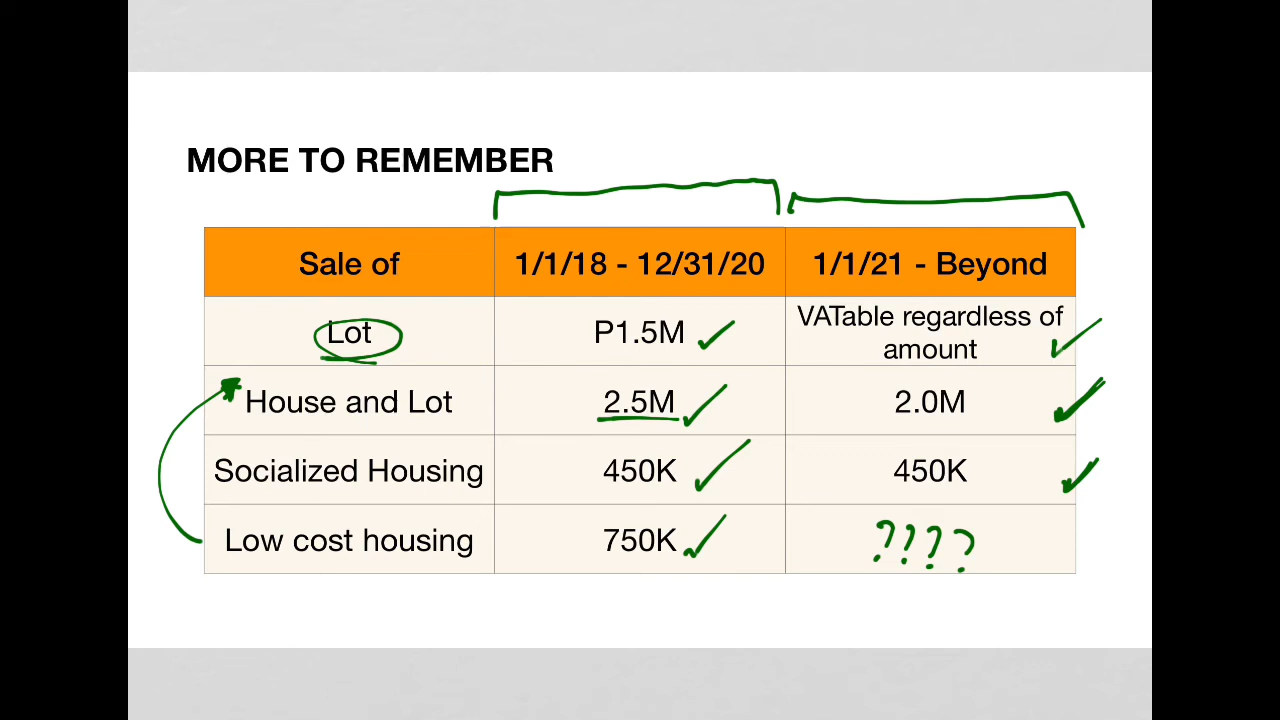 MORE TO REMEMBER
Sale of 1/1/18 - 12/31/20 1/1/21 - Beyond
Lot P1.5M VATable regardless of
amount
House and Lot 2.5M 2.0M
Socialized Housing 450K 450K
Low cost housing 750K ????